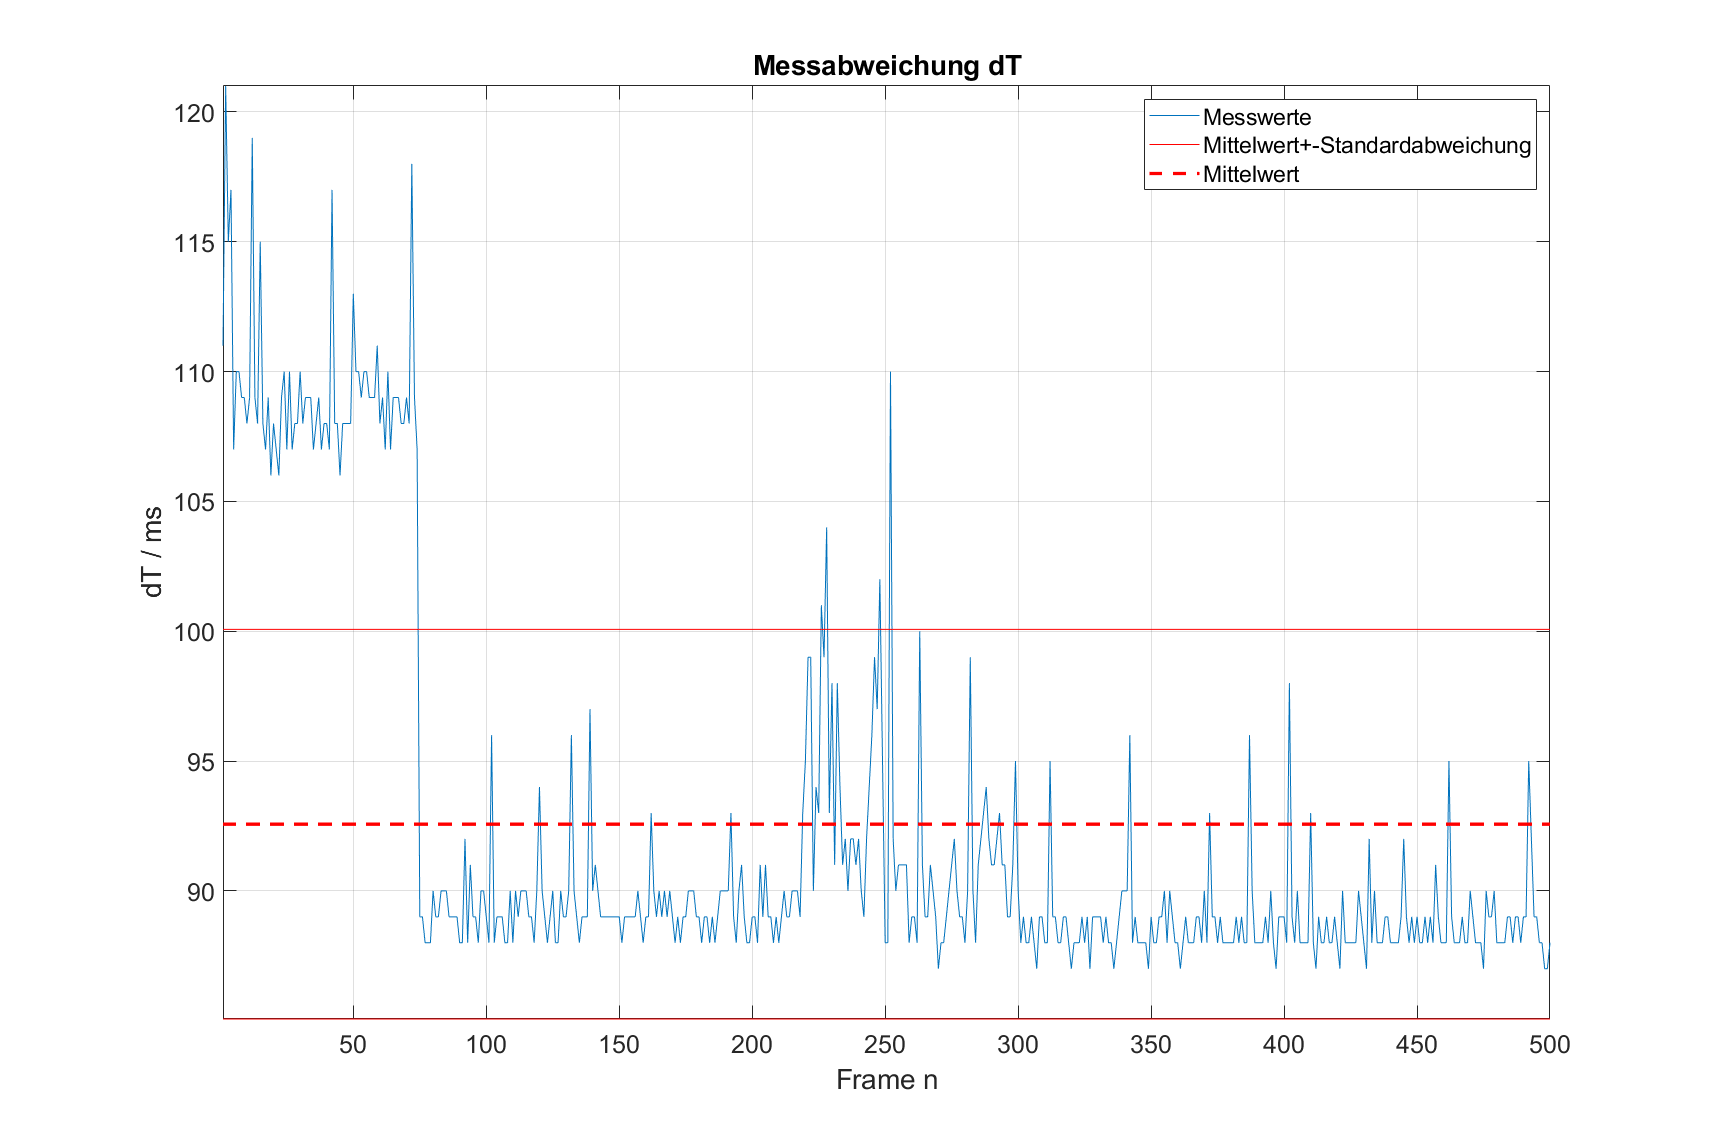 Messabweichung dT
Messwerte
Mittelwert+-Standardabweichung
Mittelwert
120
115
110
105
100
95
90
dT / ms
50 100 150 200 250 300 350 400 450 500
Frame n